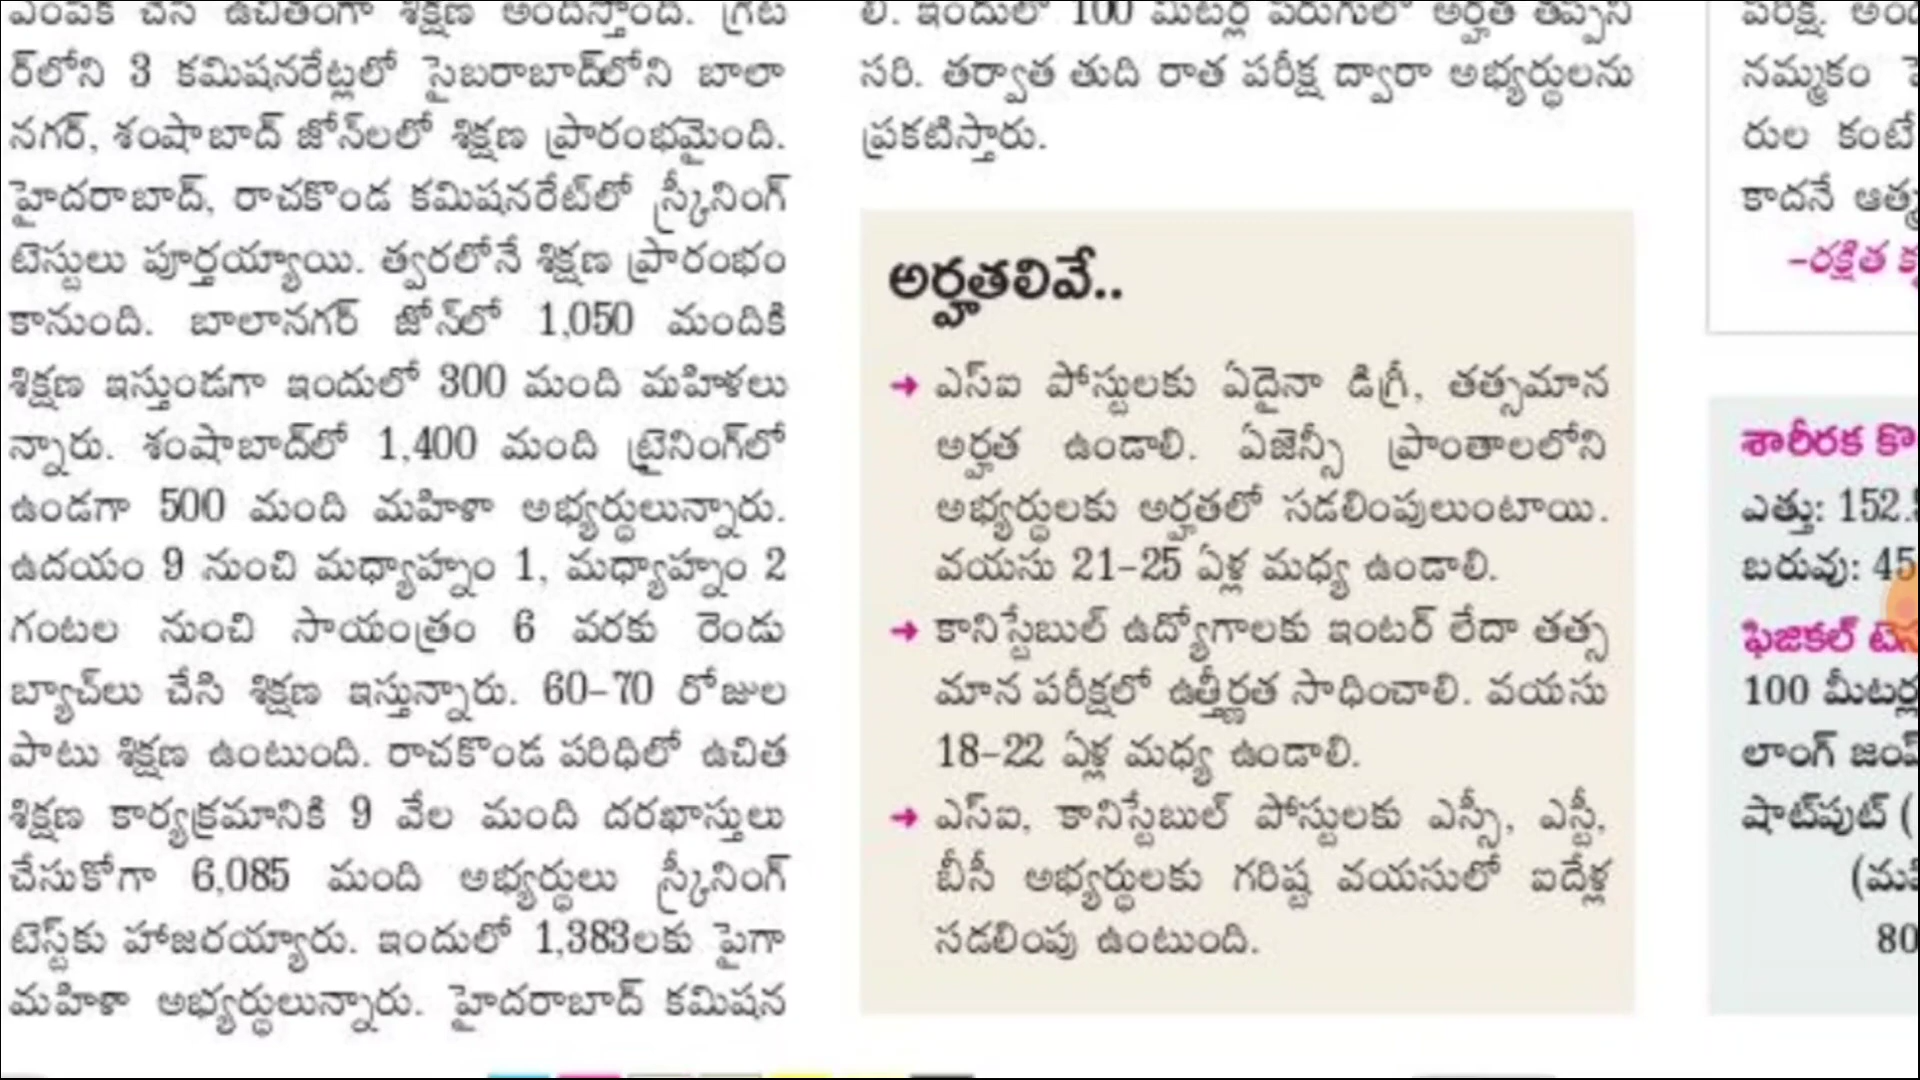 ఎంపిక చేసి ఉచితంగా శిక్షణ అందిస్తోంది. గ్రేట
ర్‌లోని 3 కమిషనరేట్లలో సైబరాబాద్‌లోని బాలా
నగర్, శంషాబాద్ జోన్‌లలో శిక్షణ ప్రారంభమైంది.
హైదరాబాద్, రాచకొండ కమిషనరేట్‌లో స్క్రీనింగ్
టెస్టులు పూర్తయ్యాయి. త్వరలోనే శిక్షణ ప్రారంభం
కానుంది. బాలానగర్ జోన్‌లో 1,050 మందికి
శిక్షణ ఇస్తుండగా ఇందులో 300 మంది మహిళలు
న్నారు. శంషాబాద్‌లో 1,400 మంది ట్రైనింగ్‌లో
ఉండగా 500 మంది మహిళా అభ్యర్థులున్నారు.
ఉదయం 9 నుంచి మధ్యాహ్నం 1, మధ్యాహ్నం 2
గంటల నుంచి సాయంత్రం 6 వరకు రెండు
బ్యాచ్‌లు చేసి శిక్షణ ఇస్తున్నారు. 60-70 రోజుల
పాటు శిక్షణ ఉంటుంది. రాచకొండ పరిధిలో ఉచిత
శిక్షణ కార్యక్రమానికి 9 వేల మంది దరఖాస్తులు
చేసుకోగా 6,085 మంది అభ్యర్థులు స్క్రీనింగ్
టెస్ట్‌కు హాజరయ్యారు. ఇందులో 1,383లకు పైగా
మహిళా అభ్యర్థులున్నారు. హైదరాబాద్ కమిషన
లి. ఇందులో 100 మీటర్ల పరుగులో అర్హత తప్పని
సరి. తర్వాత తుది రాత పరీక్ష ద్వారా అభ్యర్థులను
ప్రకటిస్తారు.
అర్హతలివే..
➔ ఎస్ఐ పోస్టులకు ఏదైనా డిగ్రీ, తత్సమాన
అర్హత ఉండాలి. ఏజెన్సీ ప్రాంతాలలోని
అభ్యర్థులకు అర్హతలో సడలింపులుంటాయి.
వయసు 21-25 ఏళ్ల మధ్య ఉండాలి.
➔ కానిస్టేబుల్ ఉద్యోగాలకు ఇంటర్ లేదా తత్స
మాన పరీక్షలో ఉత్తీర్ణత సాధించాలి. వయసు
18-22 ఏళ్ల మధ్య ఉండాలి.
➔ ఎస్ఐ, కానిస్టేబుల్ పోస్టులకు ఎస్సీ, ఎస్టీ,
బీసీ అభ్యర్థులకు గరిష్ట వయసులో ఐదేళ్ల
సడలింపు ఉంటుంది.
పరీక్ష.
నమ్మకం
రుల కంటే
కాదనే
-రక్షిత
శారీరక
ఎత్తు: 152.
బరువు: 45
ఫిజికల్
100 మీటర్ల
లాంగ్ జంప్
షాట్‌పుట్ (
80